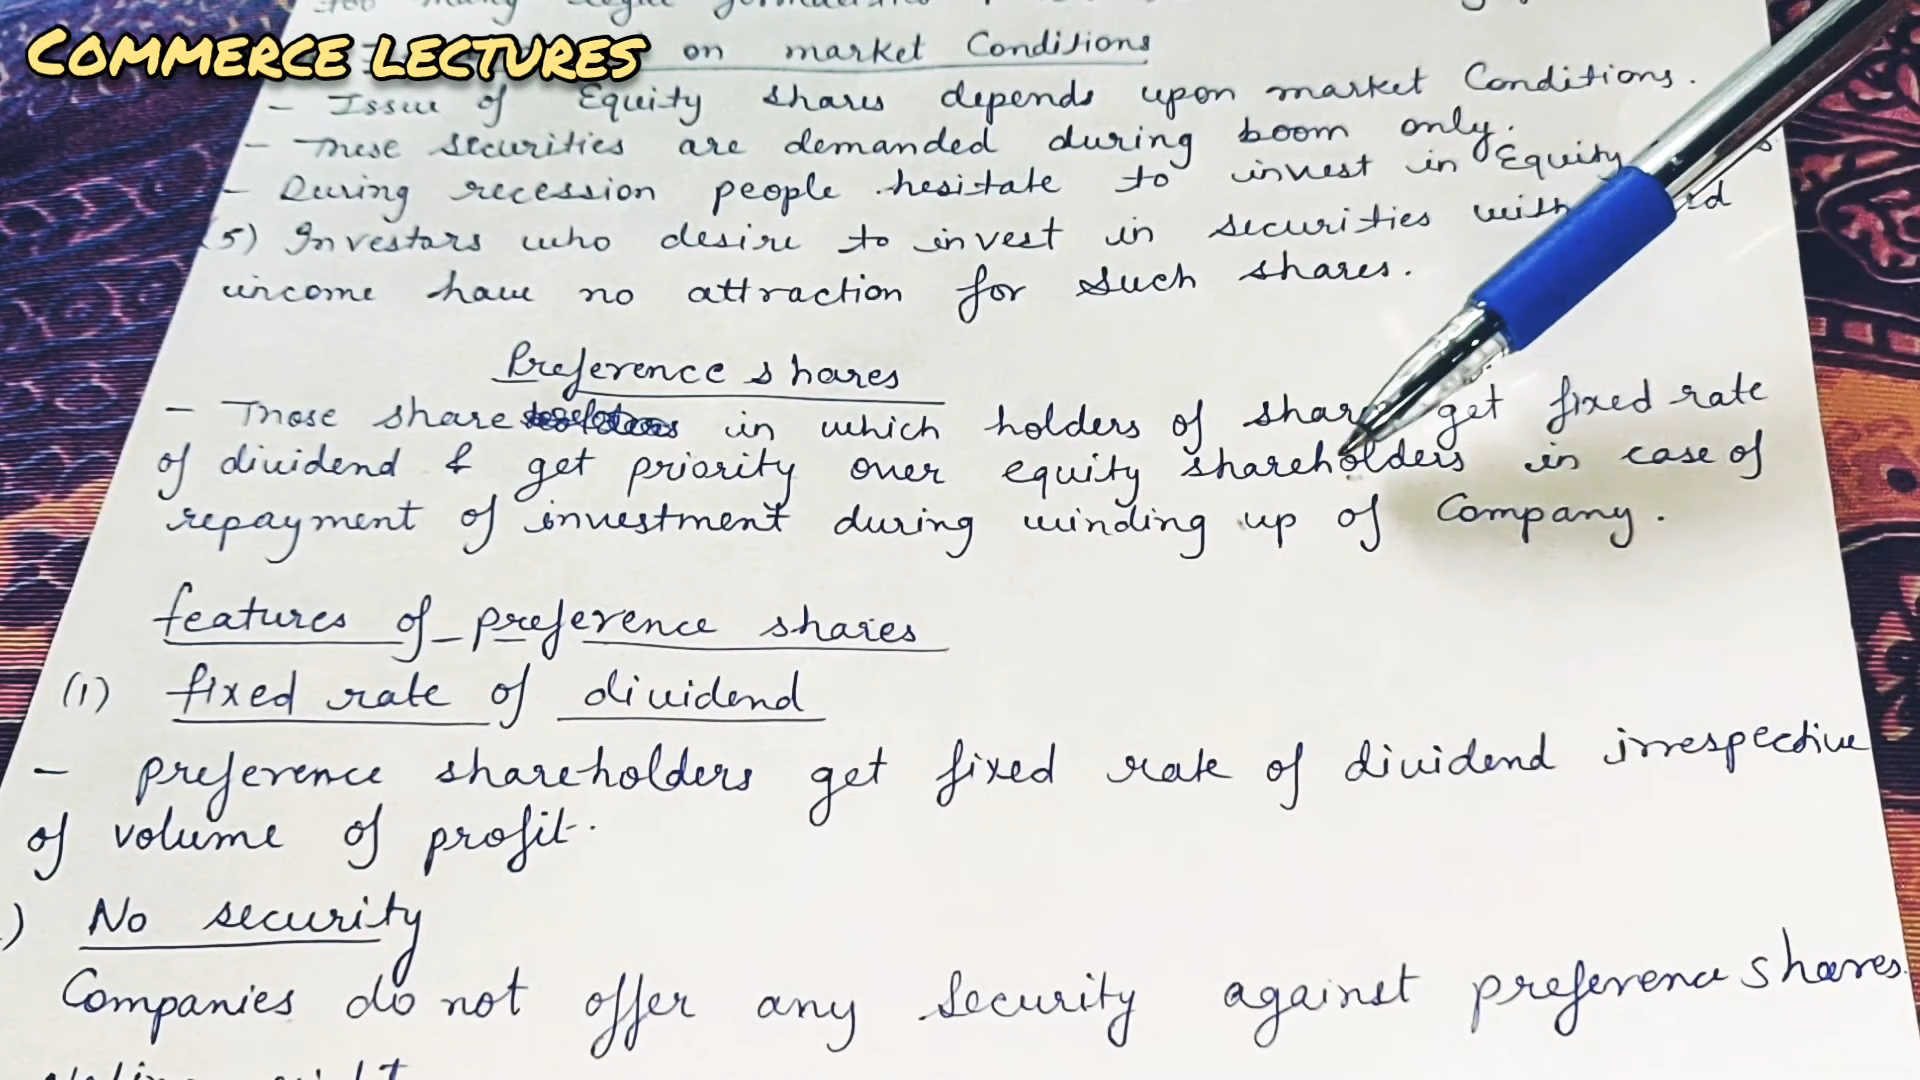 COMMERCE LECTURES
too many legal
on market Conditions
- Issue of Equity shares depends upon market Conditions.
- These securities are demanded during boom only.
- During recession people hesitate to invest in Equity
(5) Investors who desire to invest in securities with
income have no attraction for such shares.
Preference shares
- Those share in which holders of share get fixed rate
of dividend & get priority over equity shareholders in case of
repayment of investment during winding up of Company.
features of preference shares
(1) fixed rate of dividend
- preference shareholders get fixed rate of dividend irrespective
of volume of profit.
) No security
Companies do not offer any security against preference shares.